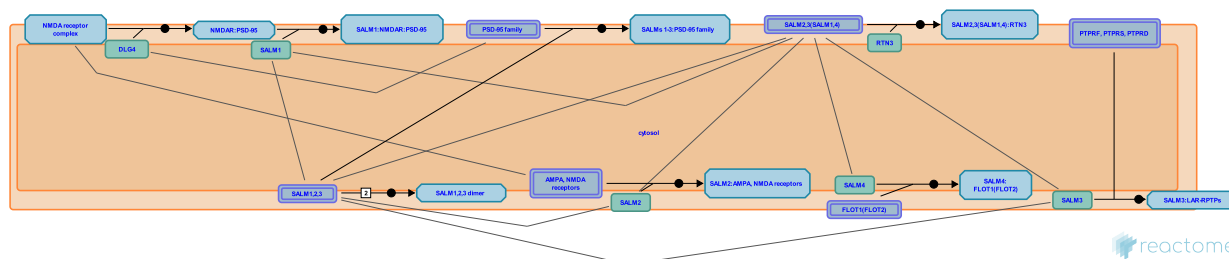 NMDA receptor
complex
DLG4
NMDAR:PSD-95
SALM1
SALM1:NMDAR:PSD-95
PSD-95 family
SALMs 1-3:PSD-95 family
SALM2,3(SALM1,4)
RTN3
SALM2,3(SALM1,4):RTN3
PTPRF, PTPRS, PTPRD
cytosol
SALM1,2,3
2
SALM1,2,3 dimer
AMPA, NMDA
receptors
SALM2
SALM2:AMPA, NMDA receptors
SALM4
FLOT1(FLOT2)
SALM4:
FLOT1(FLOT2)
SALM3
SALM3:LAR-RPTPs
reactome